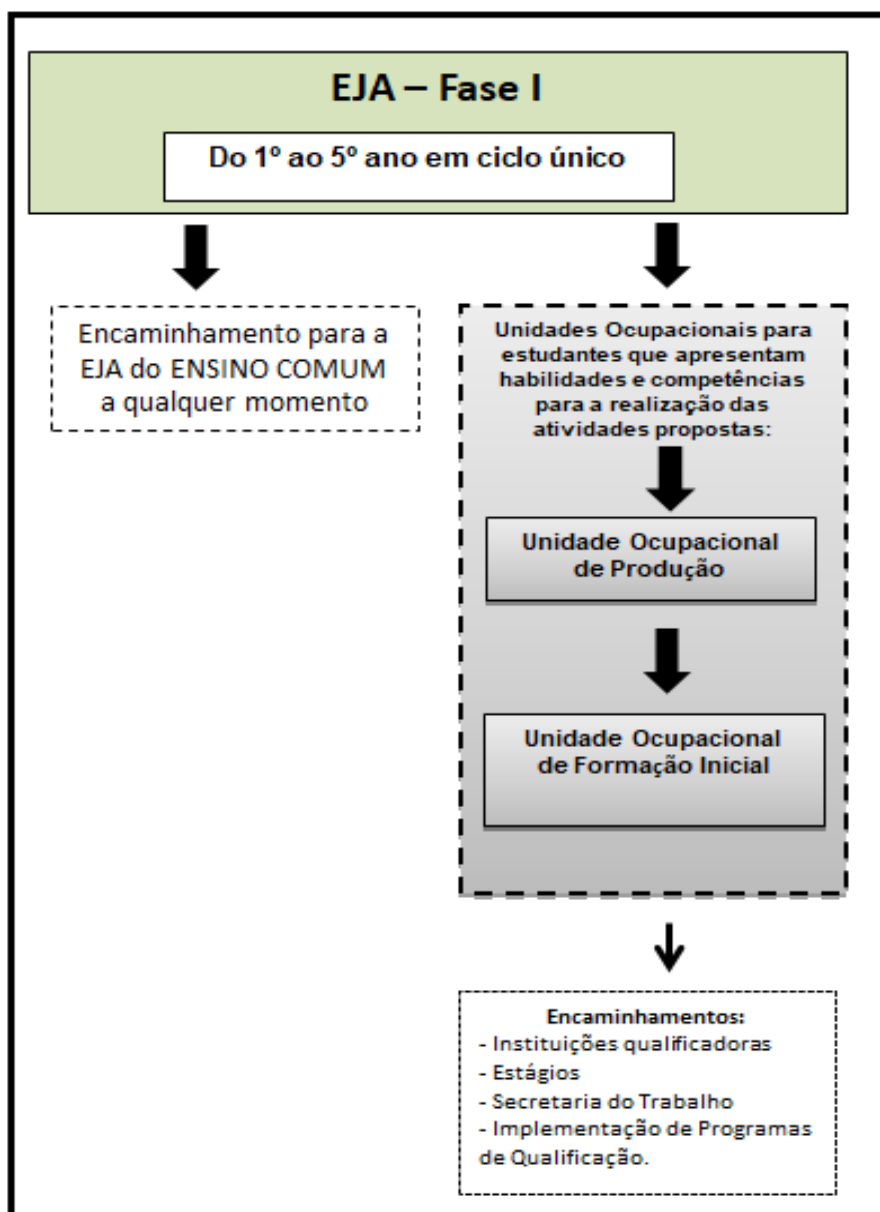 EJA – Fase I
Do 1º ao 5º ano em ciclo único
Encaminhamento para a
EJA do ENSINO COMUM
a qualquer momento
Unidades Ocupacionais para
estudantes que apresentam
habilidades e competências
para a realização das
atividades propostas:
Unidade Ocupacional
de Produção
Unidade Ocupacional
de Formação Inicial
Encaminhamentos:
- Instituições qualificadoras
- Estágios
- Secretaria do Trabalho
- Implementação de Programas
de Qualificação.